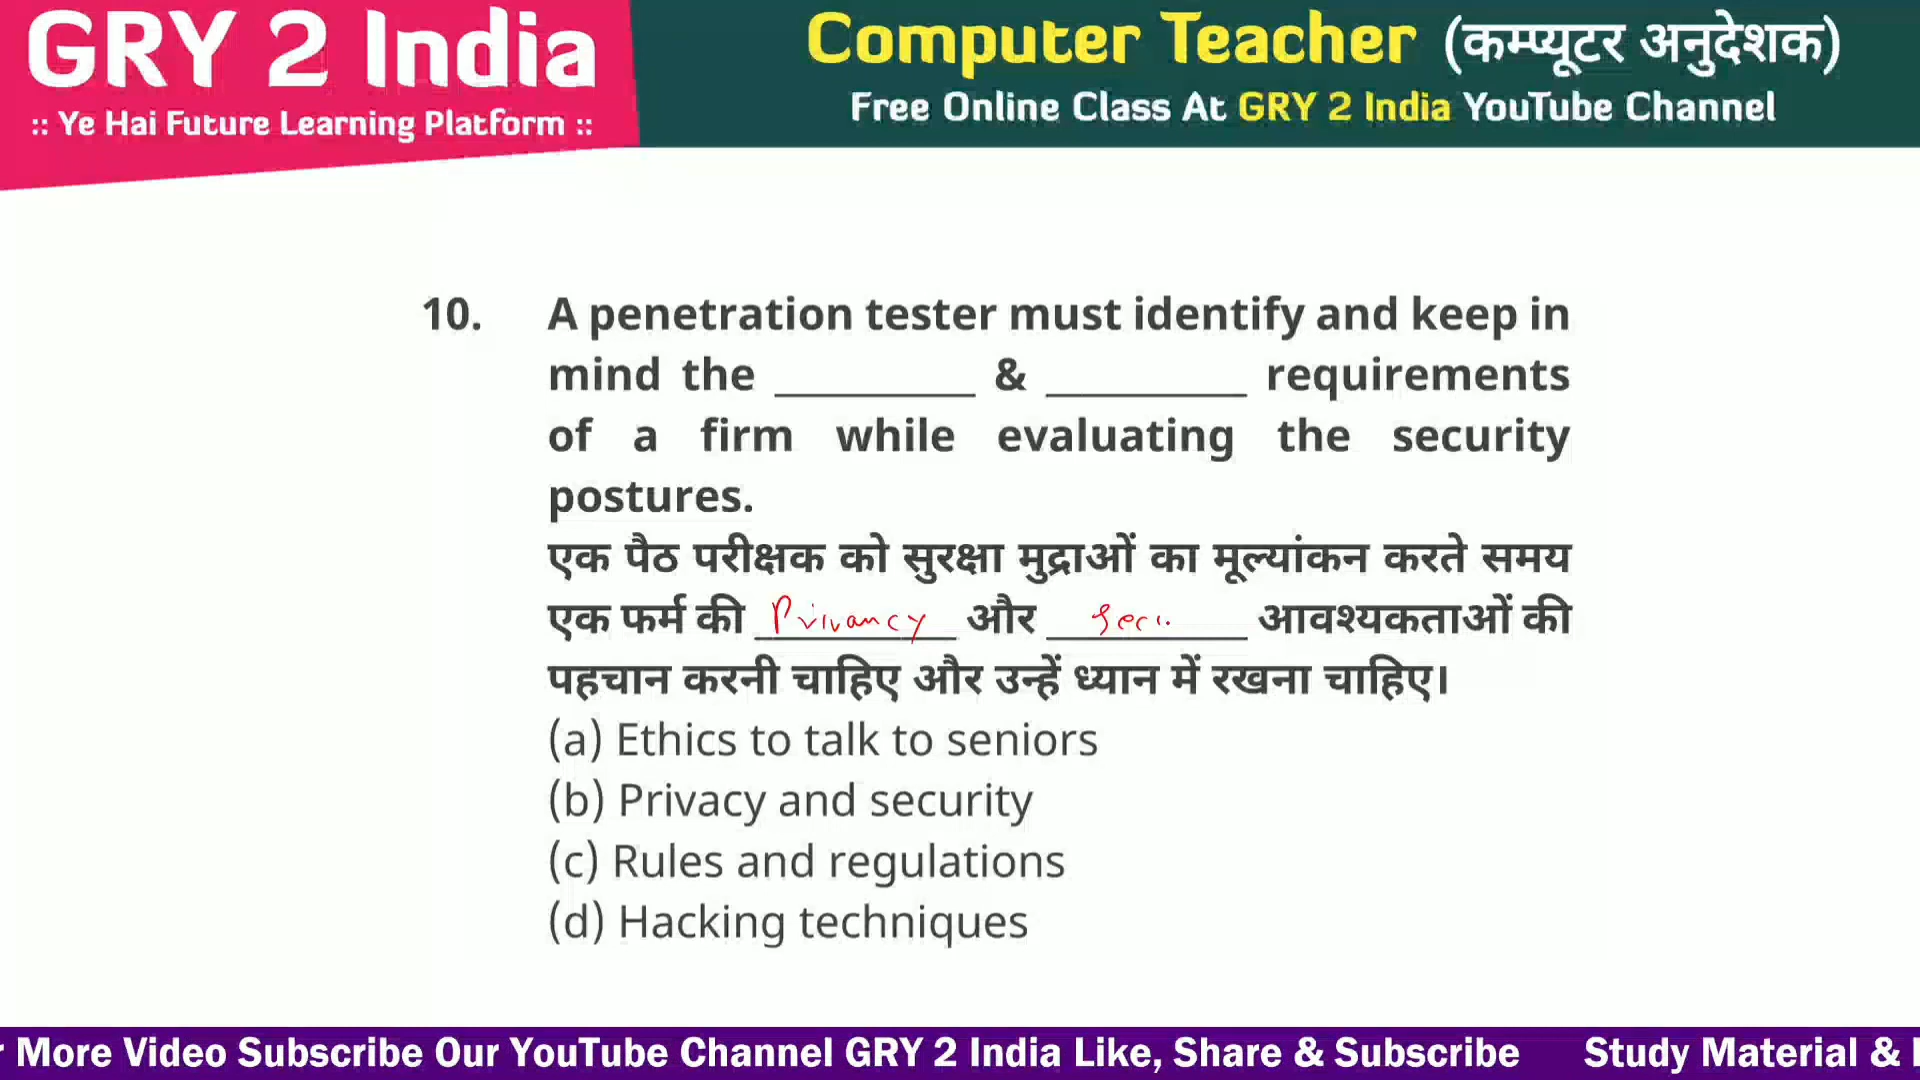 GRY 2 India
:: Ye Hai Future Learning Platform ::
Computer Teacher (कम्प्यूटर अनुदेशक)
Free Online Class At GRY 2 India YouTube Channel
10. A penetration tester must identify and keep in
mind the __________ & __________ requirements
of a firm while evaluating the security
postures.
एक पैठ परीक्षक को सुरक्षा मुद्राओं का मूल्यांकन करते समय
एक फर्म की Privancy और Seci.. आवश्यकताओं की
पहचान करनी चाहिए और उन्हें ध्यान में रखना चाहिए।
(a) Ethics to talk to seniors
(b) Privacy and security
(c) Rules and regulations
(d) Hacking techniques
r More Video Subscribe Our YouTube Channel GRY 2 India Like, Share & Subscribe Study Material &